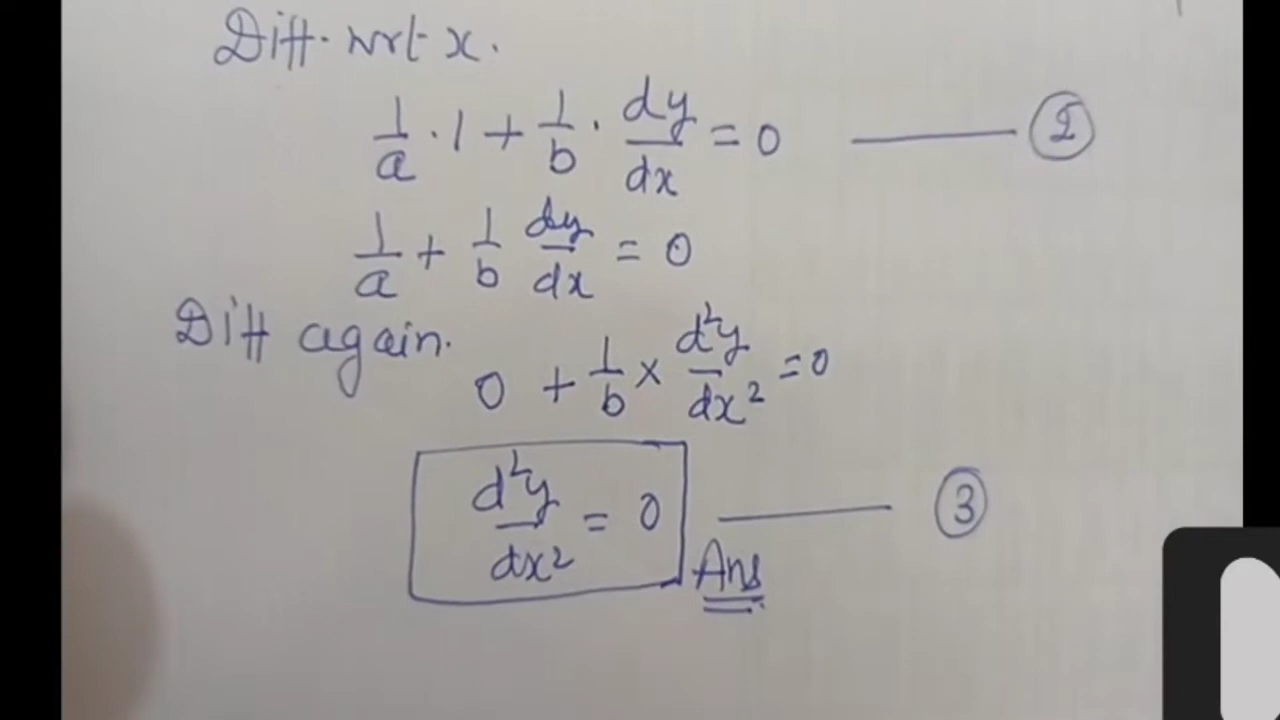 Diff. wrt x.
1/a · 1 + 1/b · dy/dx = 0 —— ②
1/a + 1/b dy/dx = 0
Diff again.
0 + 1/b × d²y/dx² = 0
d²y/dx² = 0 —— ③
Ans